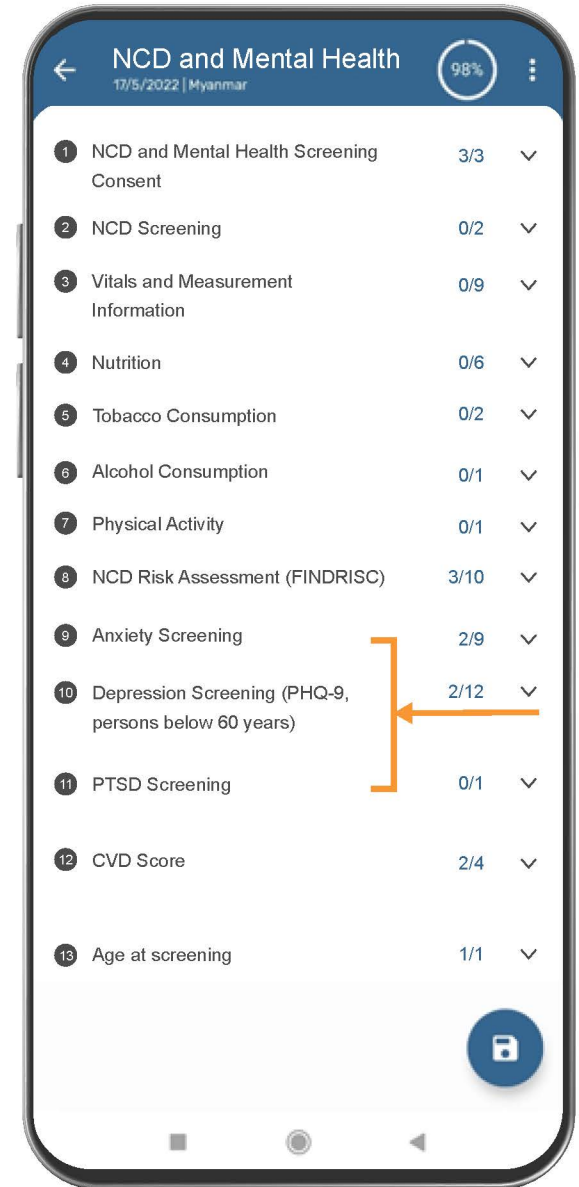 NCD and Mental Health
98%
17/5/2022 | Myanmar
1 NCD and Mental Health Screening 3/3
Consent
2 NCD Screening 0/2
3 Vitals and Measurement 0/9
Information
4 Nutrition 0/6
5 Tobacco Consumption 0/2
6 Alcohol Consumption 0/1
7 Physical Activity 0/1
8 NCD Risk Assessment (FINDRISC) 3/10
9 Anxiety Screening 2/9
10 Depression Screening (PHQ-9, 2/12
persons below 60 years)
11 PTSD Screening 0/1
12 CVD Score 2/4
13 Age at screening 1/1